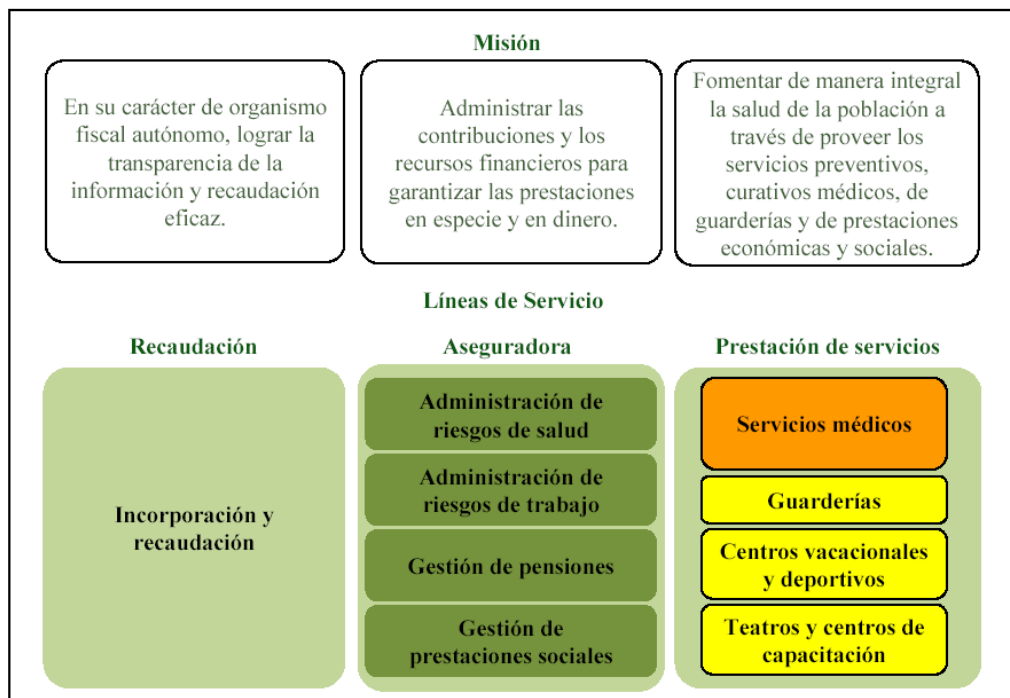 Misión
En su carácter de organismo
fiscal autónomo, lograr la
transparencia de la
información y recaudación
eficaz.
Administrar las
contribuciones y los
recursos financieros para
garantizar las prestaciones
en especie y en dinero.
Fomentar de manera integral
la salud de la población a
través de proveer los
servicios preventivos,
curativos médicos, de
guarderías y de prestaciones
económicas y sociales.
Líneas de Servicio
Recaudación
Incorporación y
recaudación
Aseguradora
Administración de
riesgos de salud
Administración de
riesgos de trabajo
Gestión de pensiones
Gestión de
prestaciones sociales
Prestación de servicios
Servicios médicos
Guarderías
Centros vacacionales
y deportivos
Teatros y centros de
capacitación